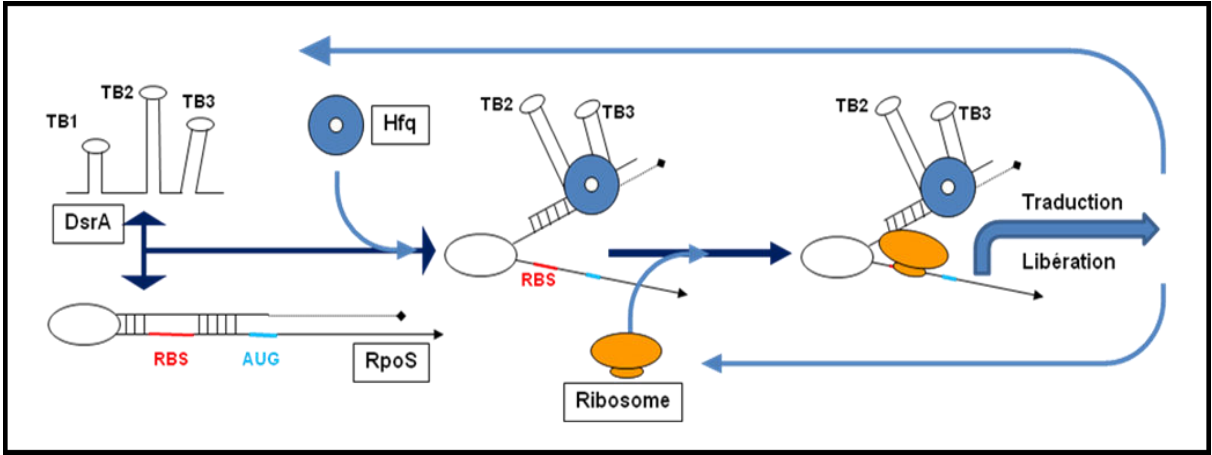 TB1
TB2
TB3
DsrA
Hfq
RBS
AUG
RpoS
TB2
TB3
RBS
Ribosome
TB2
TB3
Traduction
Libération